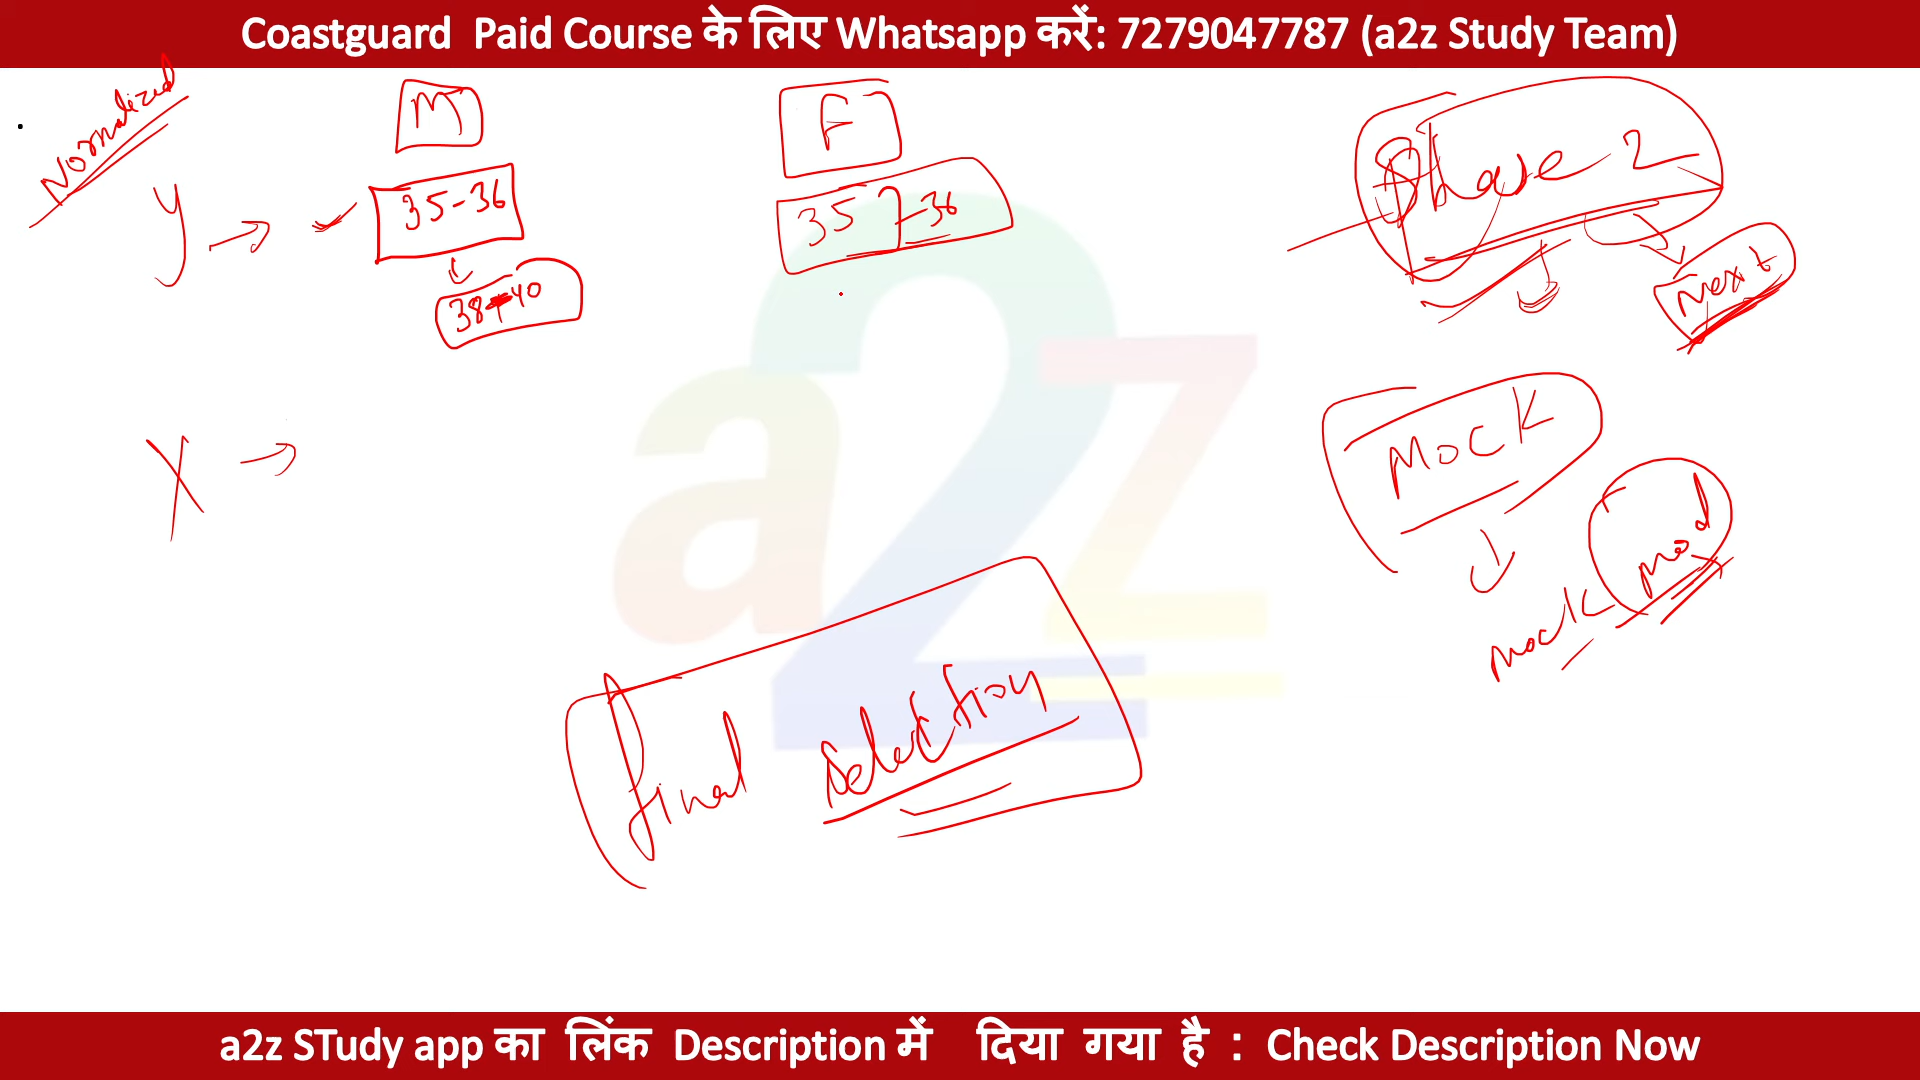 Coastguard Paid Course के लिए Whatsapp करें: 7279047787 (a2z Study Team)
Normalized
M
F
Phase 2
Y → 35-36
35 -36
38+40
Next
X →
Mock
Mock Mod
a2z
final selection
a2z STudy app का लिंक Description में दिया गया है : Check Description Now